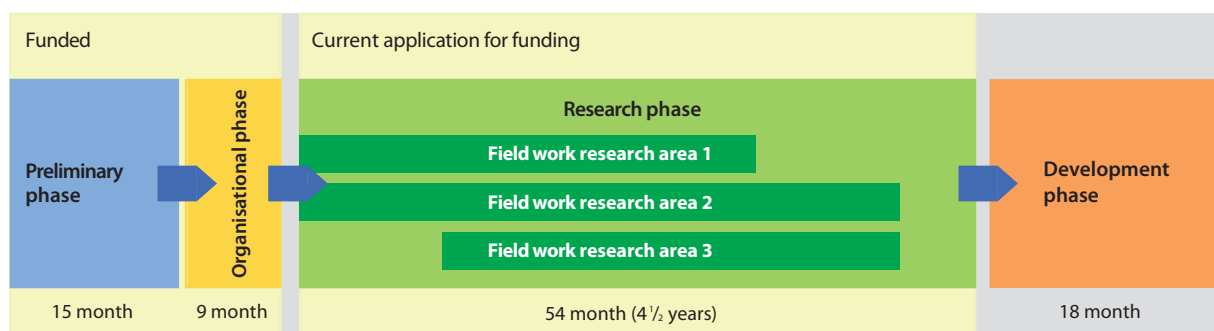 Funded
Current application for funding
Preliminary
phase
Organisational phase
Research phase
Field work research area 1
Field work research area 2
Field work research area 3
Development
phase
15 month
9 month
54 month (4 1/2 years)
18 month